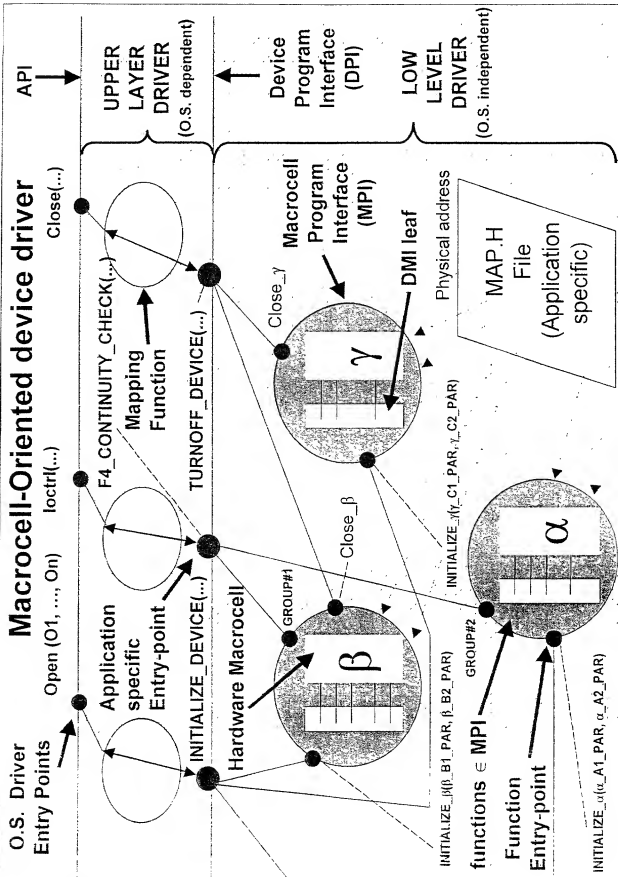 Macrocell-Oriented device driver
O.S. Driver
Entry Points
Open (O1, ..., On)
Ioctrl(...)
Close(...)
API
UPPER
LAYER
DRIVER
(O.S. dependent)
Application
specific
Entry-point
F4_CONTINUITY_CHECK(...)
Mapping
Function
INITIALIZE_DEVICE(...)
TURNOFF_DEVICE(...)
Device
Program
Interface
(DPI)
Hardware Macrocell
GROUP#1
Close_β
Close_γ
Macrocell
Program
Interface
(MPI)
LOW
LEVEL
DRIVER
(O.S. independent)
β
γ
DMI leaf
INITIALIZE_β(β_B1_PAR, β_B2_PAR)
INITIALIZE_γ(γ_C1_PAR, γ_C2_PAR)
Physical address
MAP.H
File
(Application
specific)
GROUP#2
functions ∈ MPI
Function
Entry-point
α
INITIALIZE_α(α_A1_PAR, α_A2_PAR)